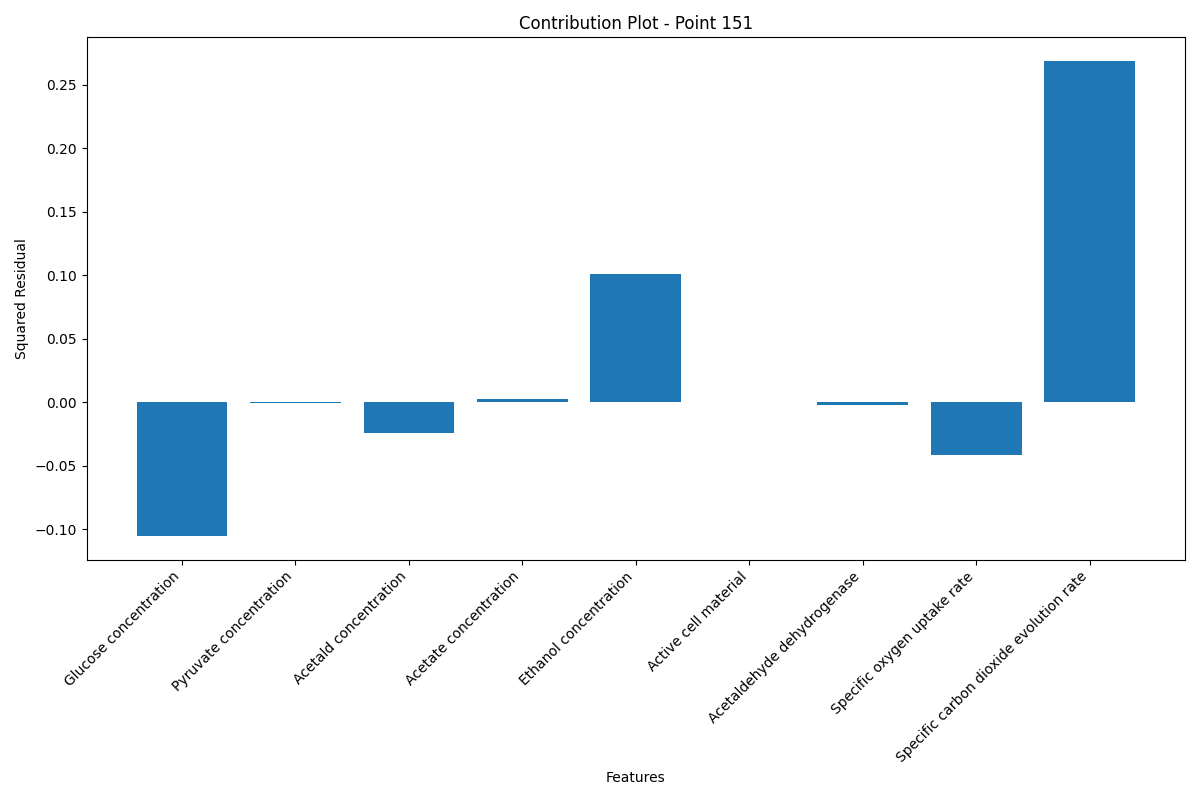 Contribution Plot - Point 151
Squared Residual
0.25
0.20
0.15
0.10
0.05
0.00
−0.05
−0.10
Glucose concentration
Pyruvate concentration
Acetald concentration
Acetate concentration
Ethanol concentration
Active cell material
Acetaldehyde dehydrogenase
Specific oxygen uptake rate
Specific carbon dioxide evolution rate
Features